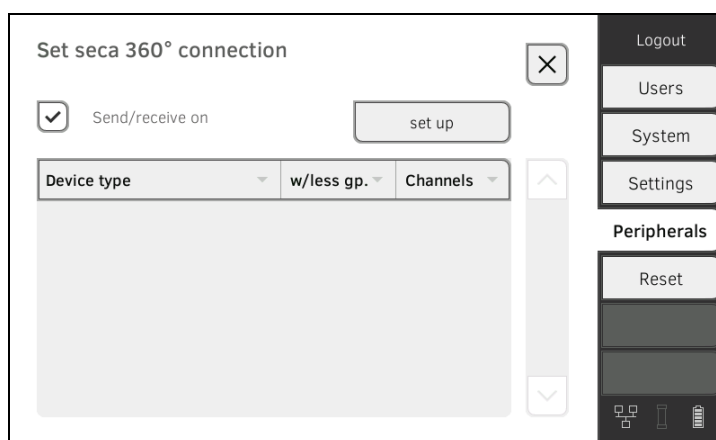 Set seca 360° connection
Send/receive on
set up
Device type
w/less gp.
Channels
Logout
Users
System
Settings
Peripherals
Reset